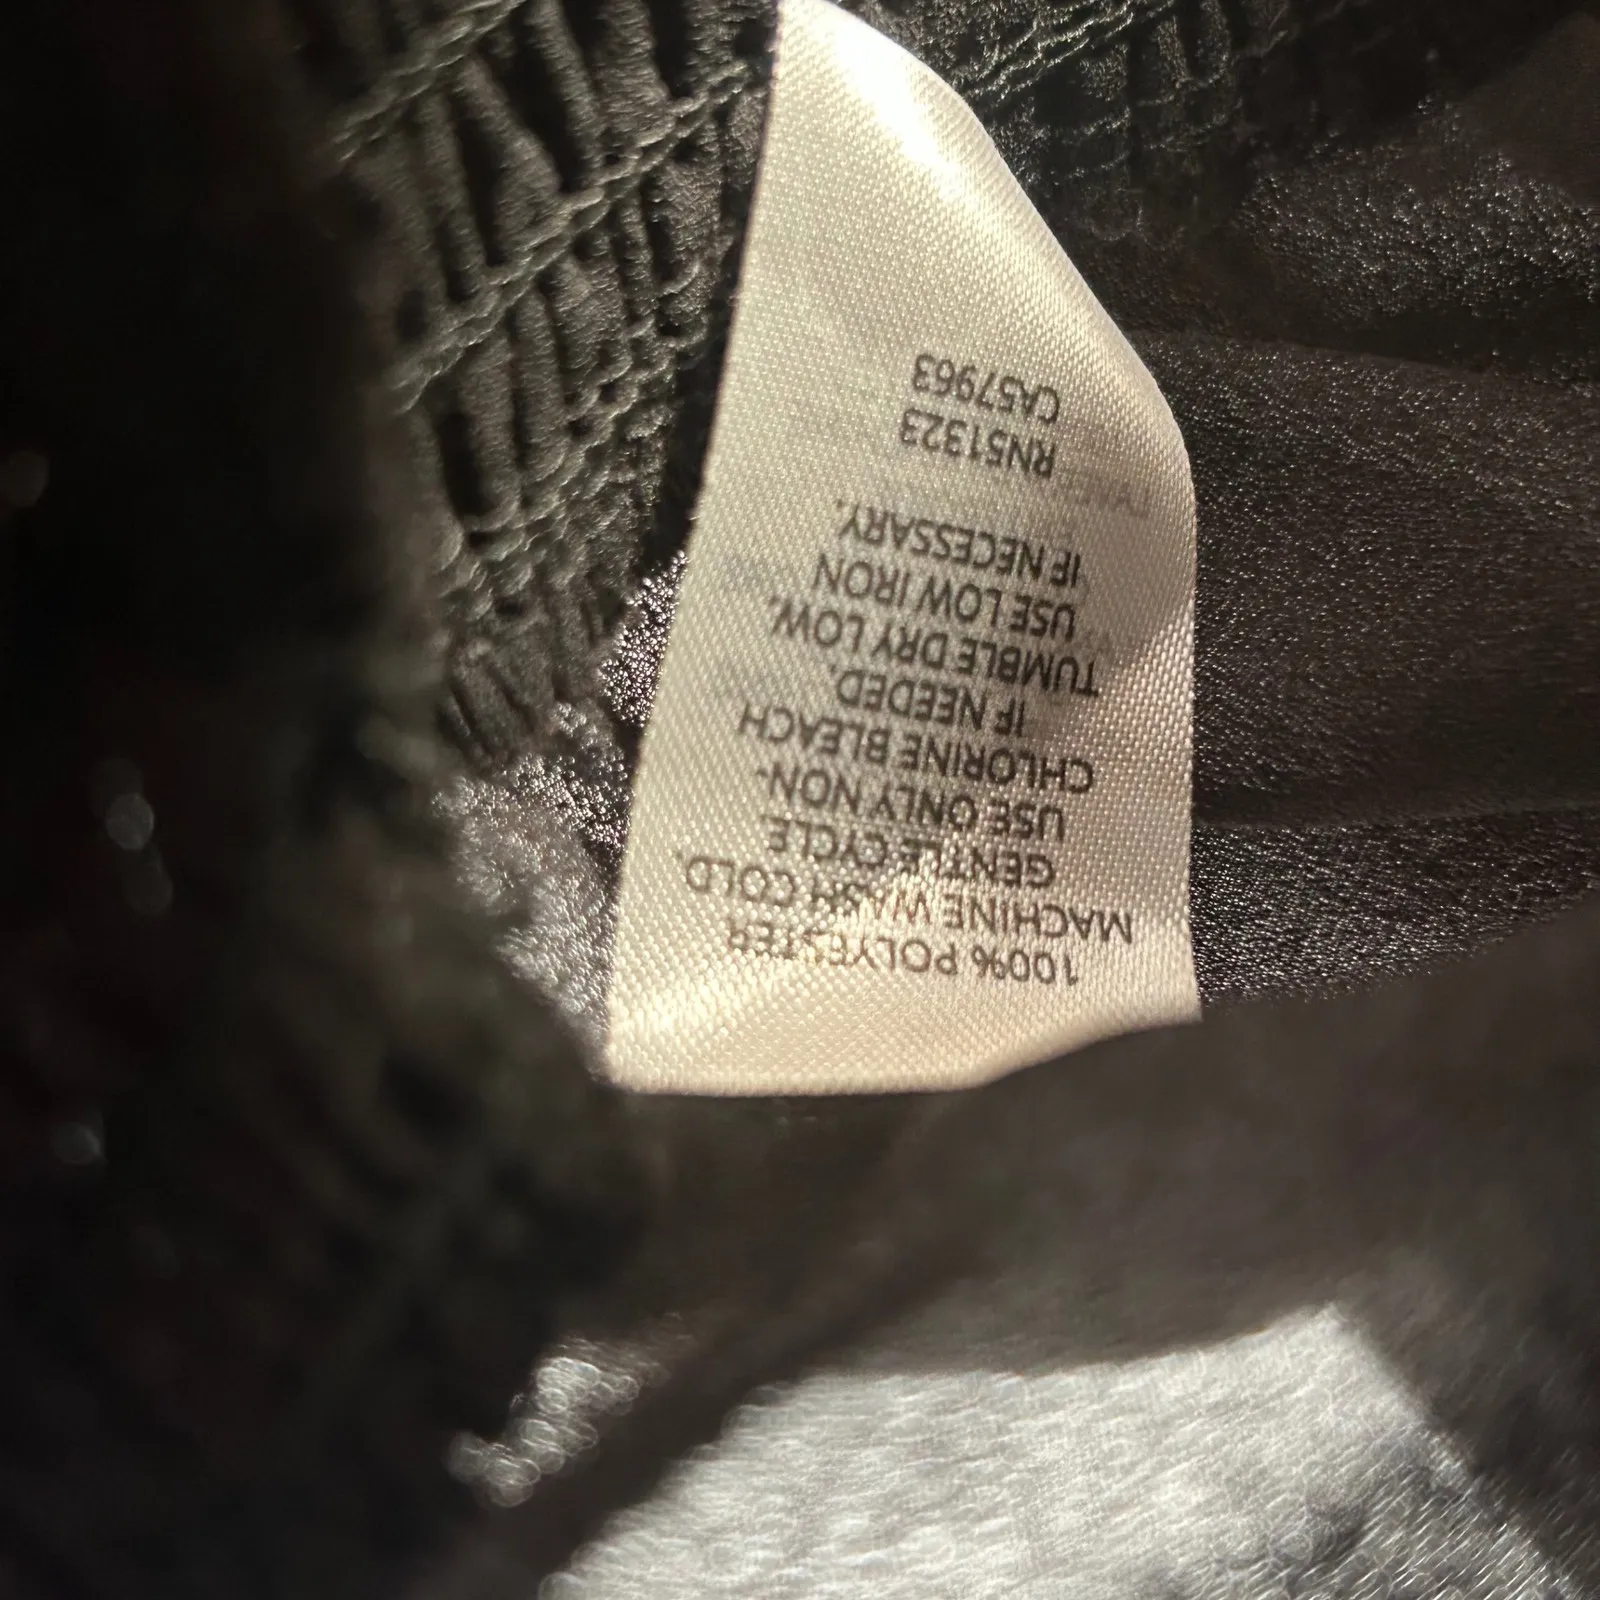 100% POLYESTER
MACHINE WASH COLD.
GENTLE CYCLE
USE ONLY NON-
CHLORINE BLEACH
IF NEEDED.
TUMBLE DRY LOW.
USE LOW IRON
IF NECESSARY.
RN51323
CA57963